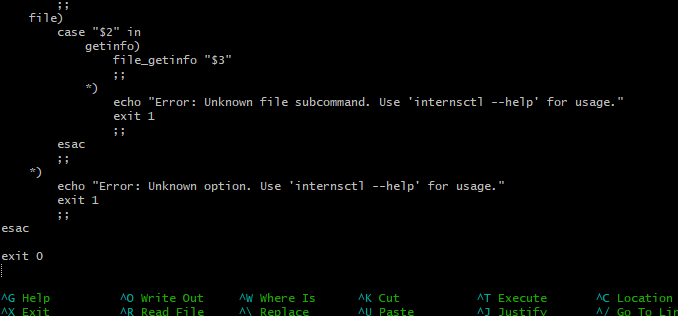 ;;
file)
case "$2" in
getinfo)
file_getinfo "$3"
;;
*)
echo "Error: Unknown file subcommand. Use 'internsctl --help' for usage."
exit 1
;;
esac
;;
*)
echo "Error: Unknown option. Use 'internsctl --help' for usage."
exit 1
;;
esac
exit 0
^G Help ^O Write Out ^W Where Is ^K Cut ^T Execute ^C Location
^X Exit ^R Read File ^\ Replace ^U Paste ^J Justify ^/ Go To Lin